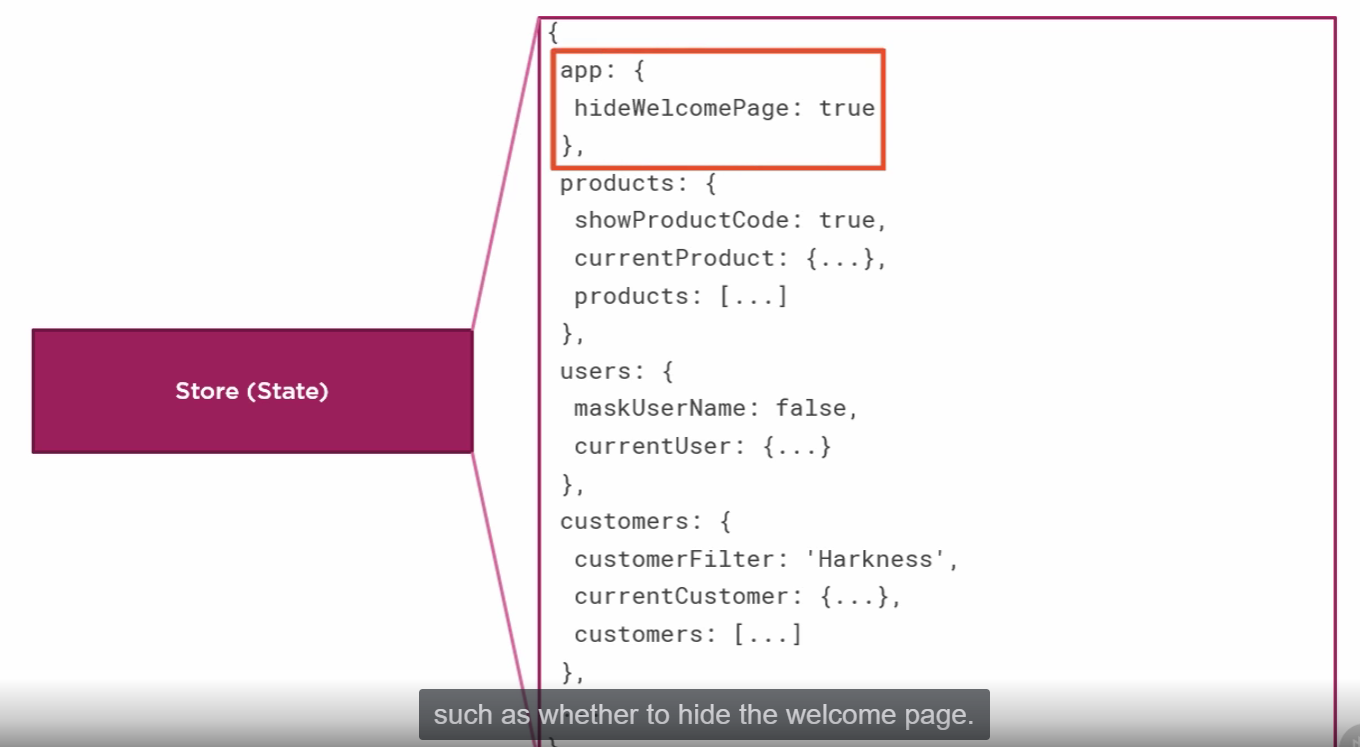 {
app: {
hideWelcomePage: true
},
products: {
showProductCode: true,
currentProduct: {...},
products: [...]
},
users: {
maskUserName: false,
currentUser: {...}
},
customers: {
customerFilter: 'Harkness',
currentCustomer: {...},
customers: [...]
},
Store (State)
such as whether to hide the welcome page.
}